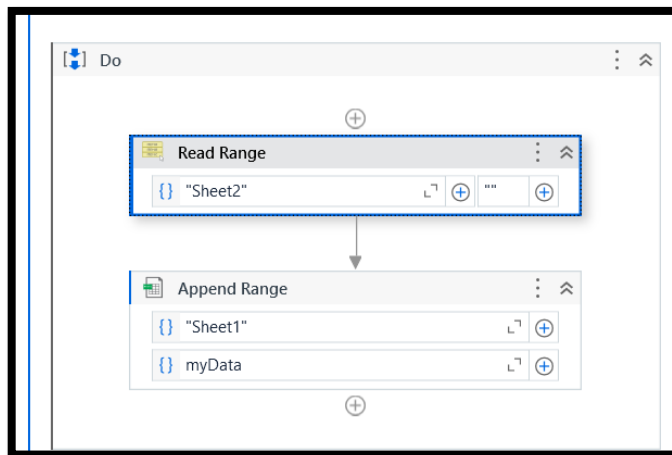 Do
Read Range
{} "Sheet2" ""
Append Range
{} "Sheet1"
{} myData